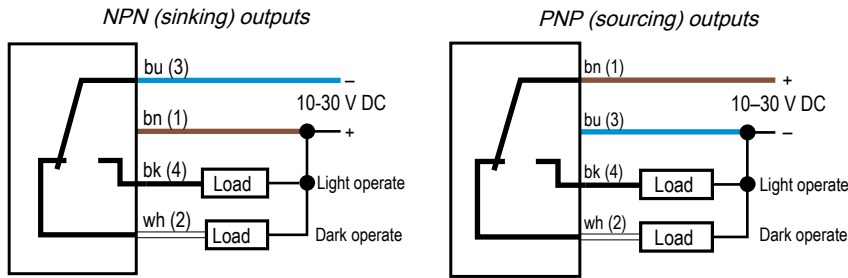 NPN (sinking) outputs
bu (3)
–
10-30 V DC
bn (1)
+
bk (4)
Load
Light operate
wh (2)
Load
Dark operate
PNP (sourcing) outputs
bn (1)
+
10–30 V DC
bu (3)
–
bk (4)
Load
Light operate
wh (2)
Load
Dark operate